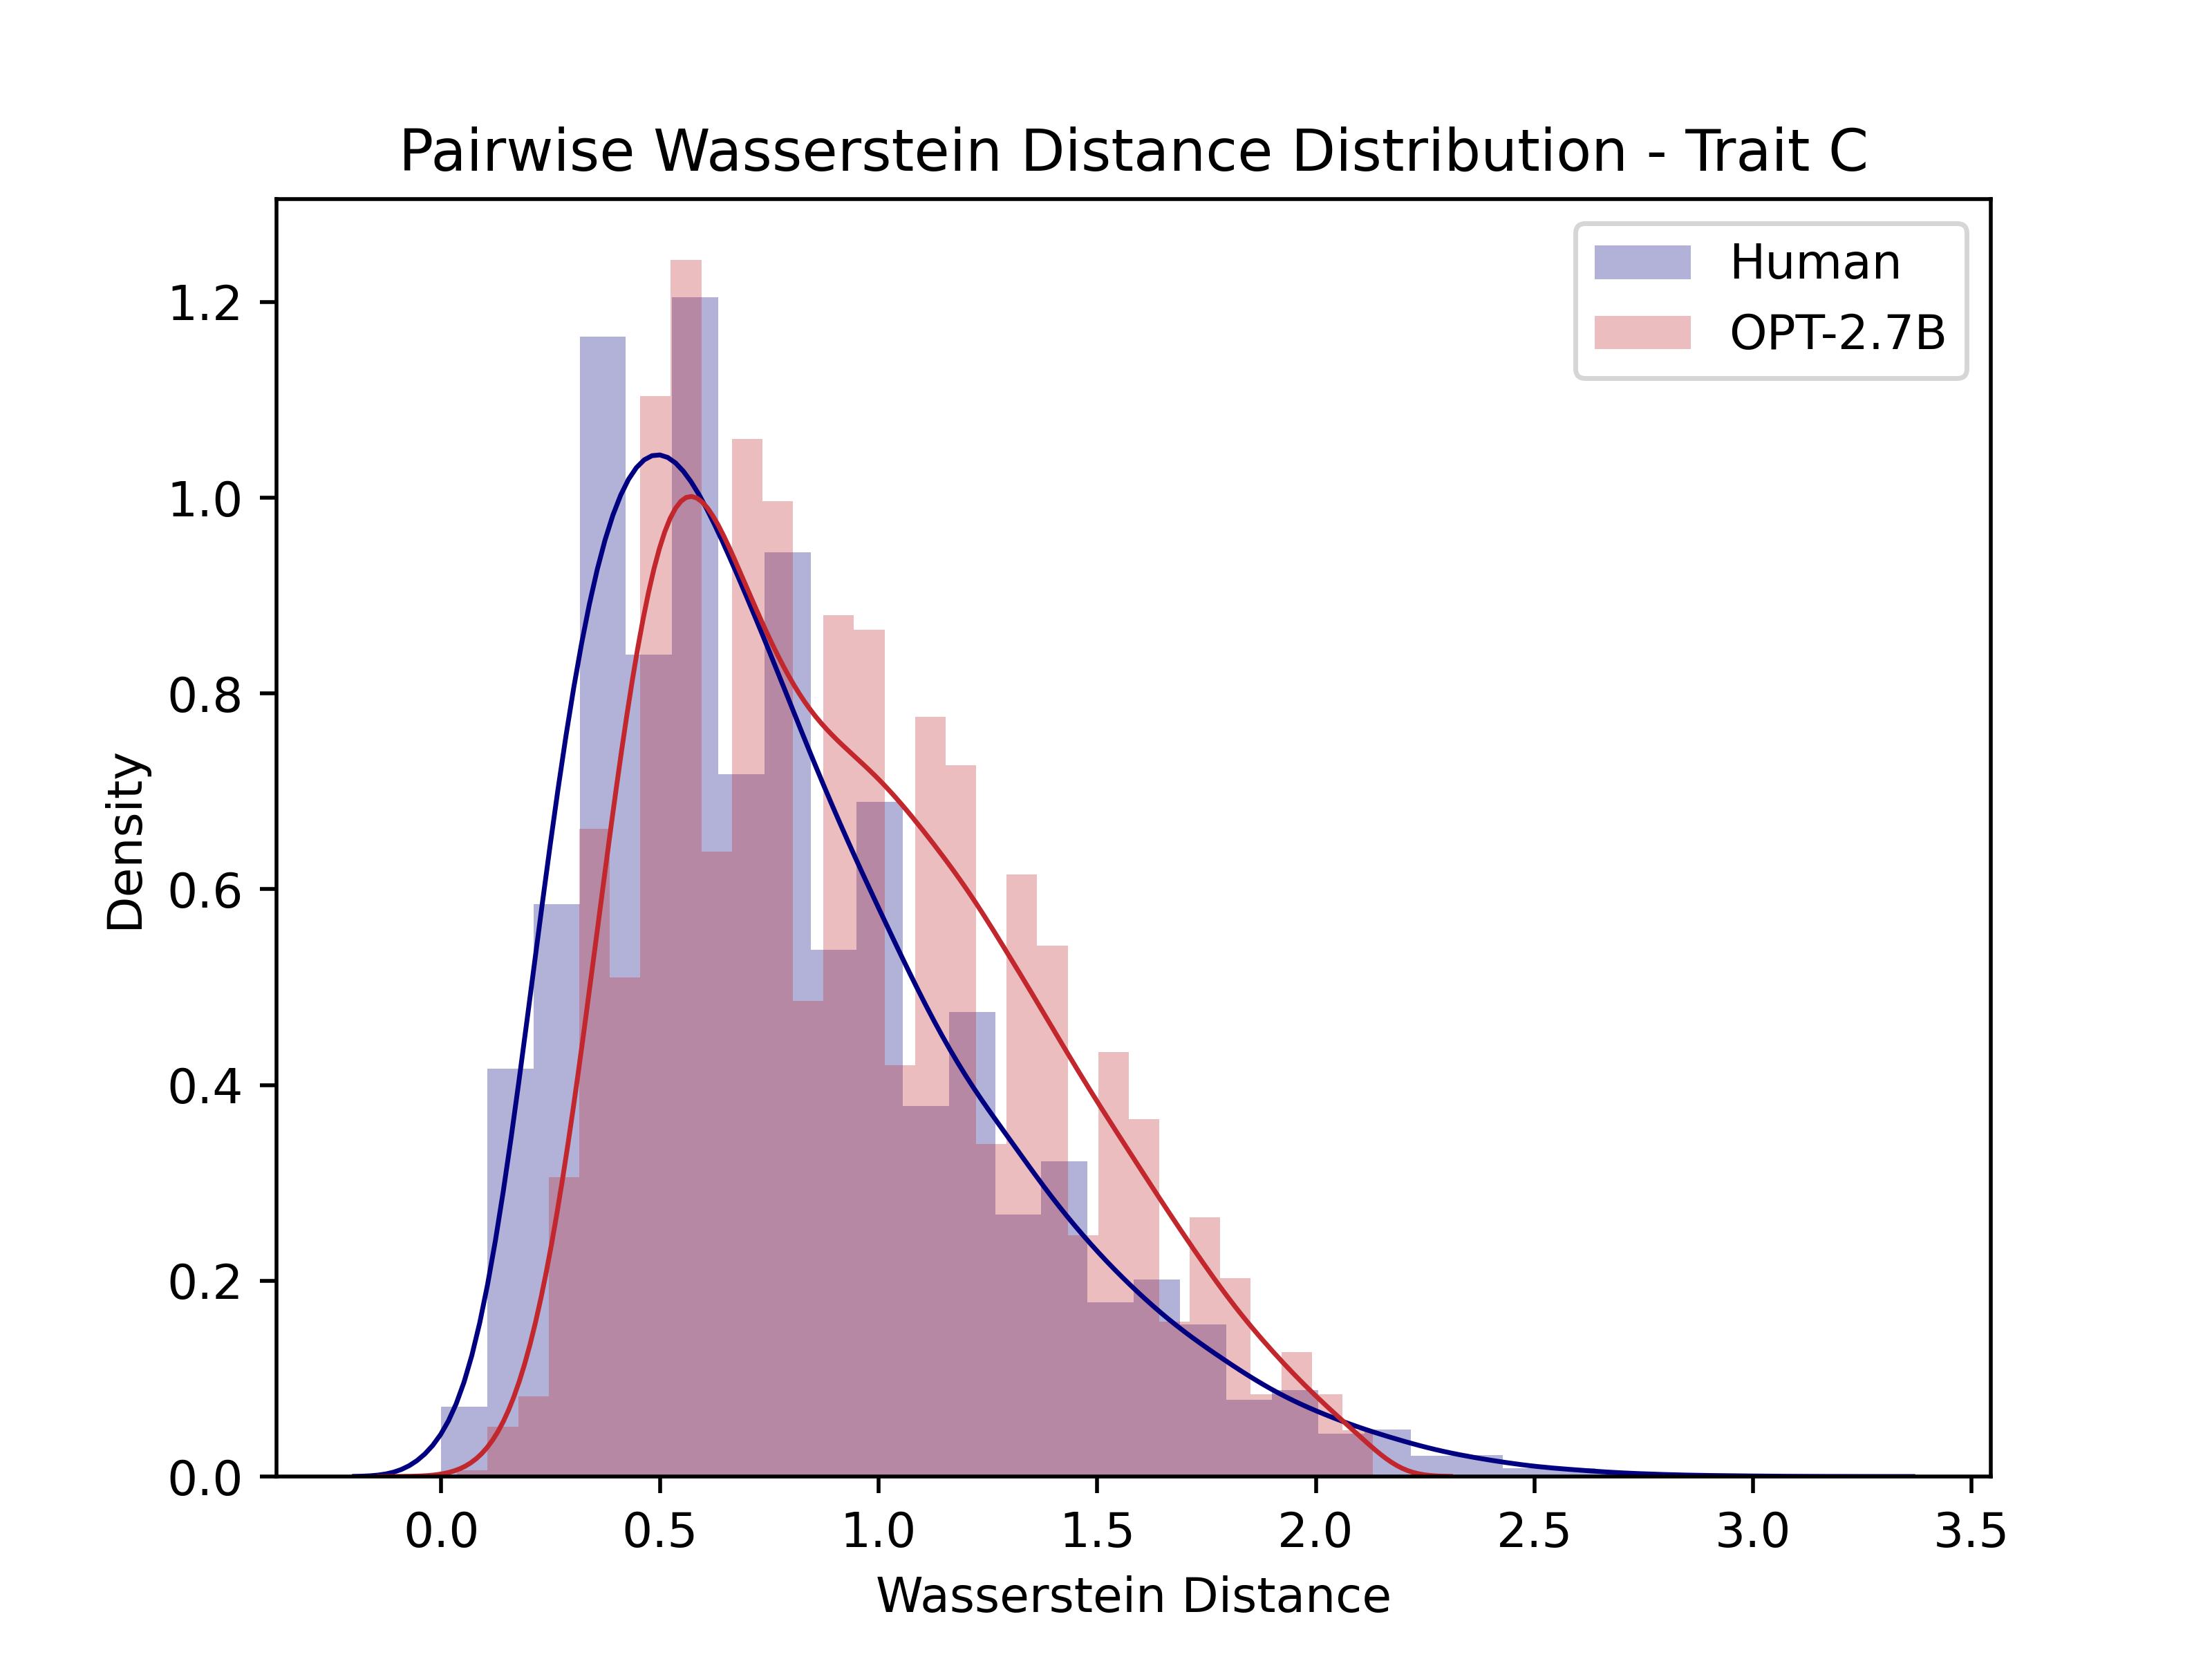 Pairwise Wasserstein Distance Distribution - Trait C
Human
OPT-2.7B
1.2
1.0
0.8
0.6
0.4
0.2
0.0
Density
0.0 0.5 1.0 1.5 2.0 2.5 3.0 3.5
Wasserstein Distance